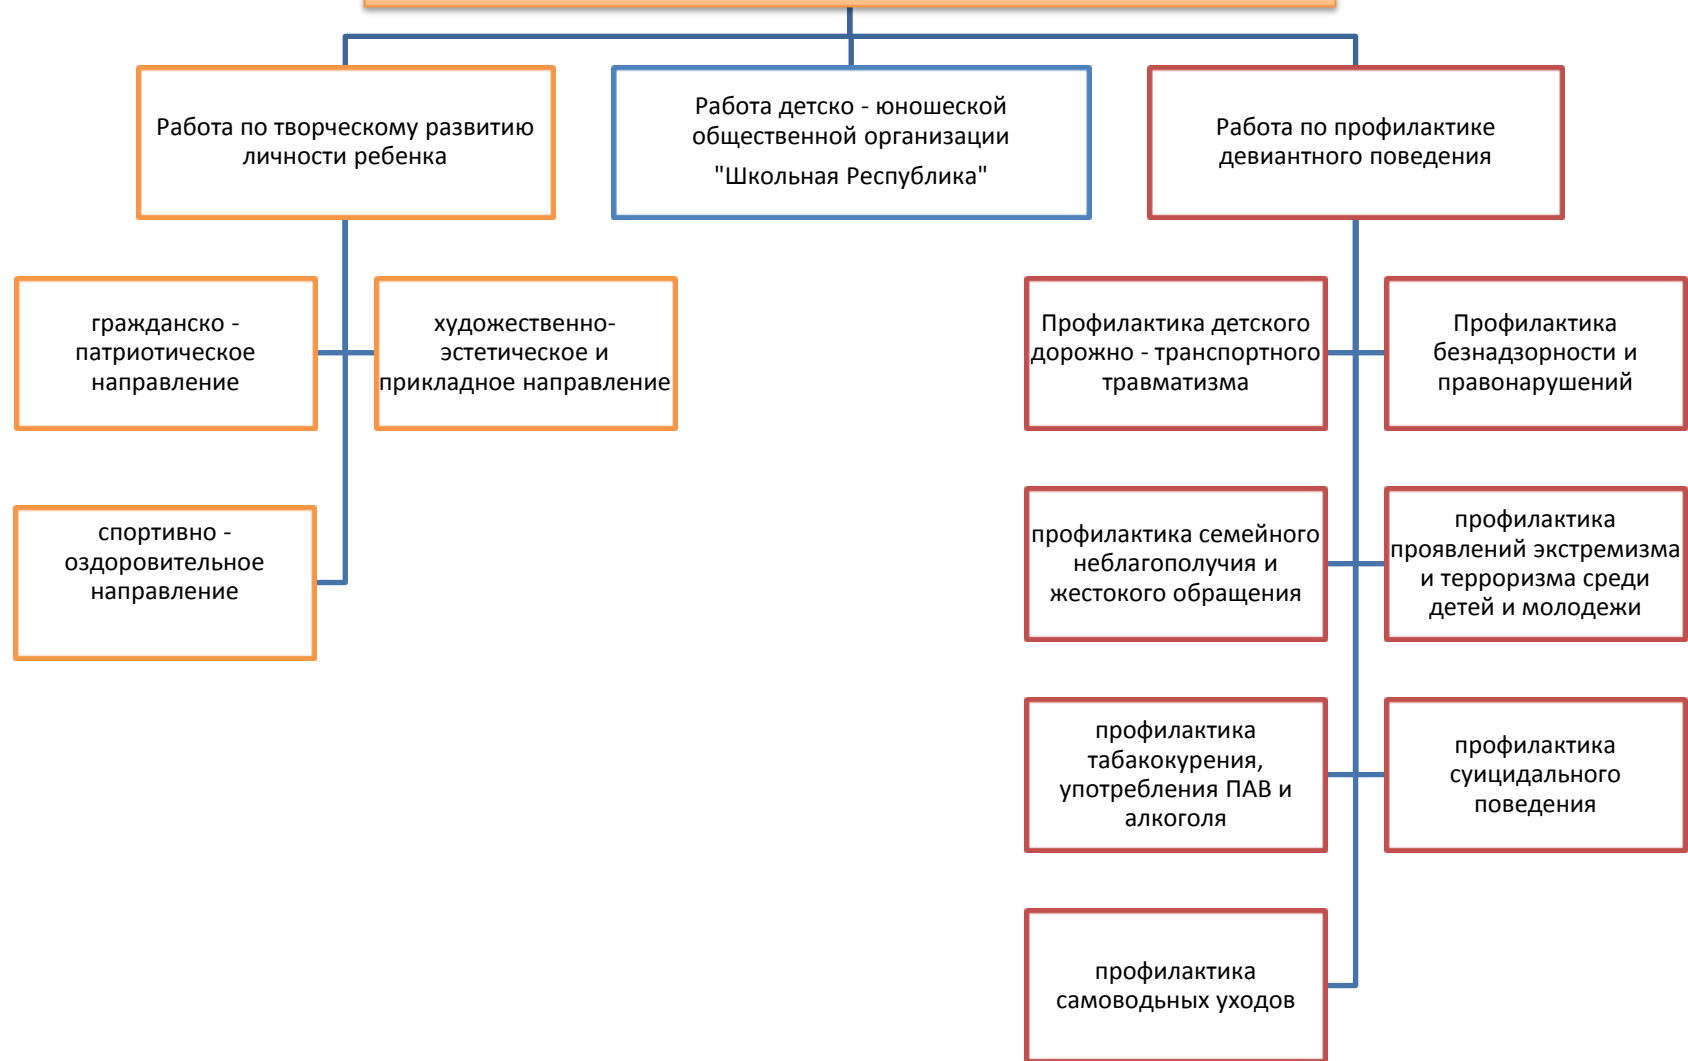 Работа по творческому развитию
личности ребенка
Работа детско - юношеской
общественной организации
"Школьная Республика"
Работа по профилактике
девиантного поведения
гражданско -
патриотическое
направление
художественно-
эстетическое и
прикладное направление
Профилактика детского
дорожно - транспортного
травматизма
Профилактика
безнадзорности и
правонарушений
спортивно -
оздоровительное
направление
профилактика семейного
неблагополучия и
жестокого обращения
профилактика
проявлений экстремизма
и терроризма среди
детей и молодежи
профилактика
табакокурения,
употребления ПАВ и
алкоголя
профилактика
суицидального
поведения
профилактика
самоводьных уходов